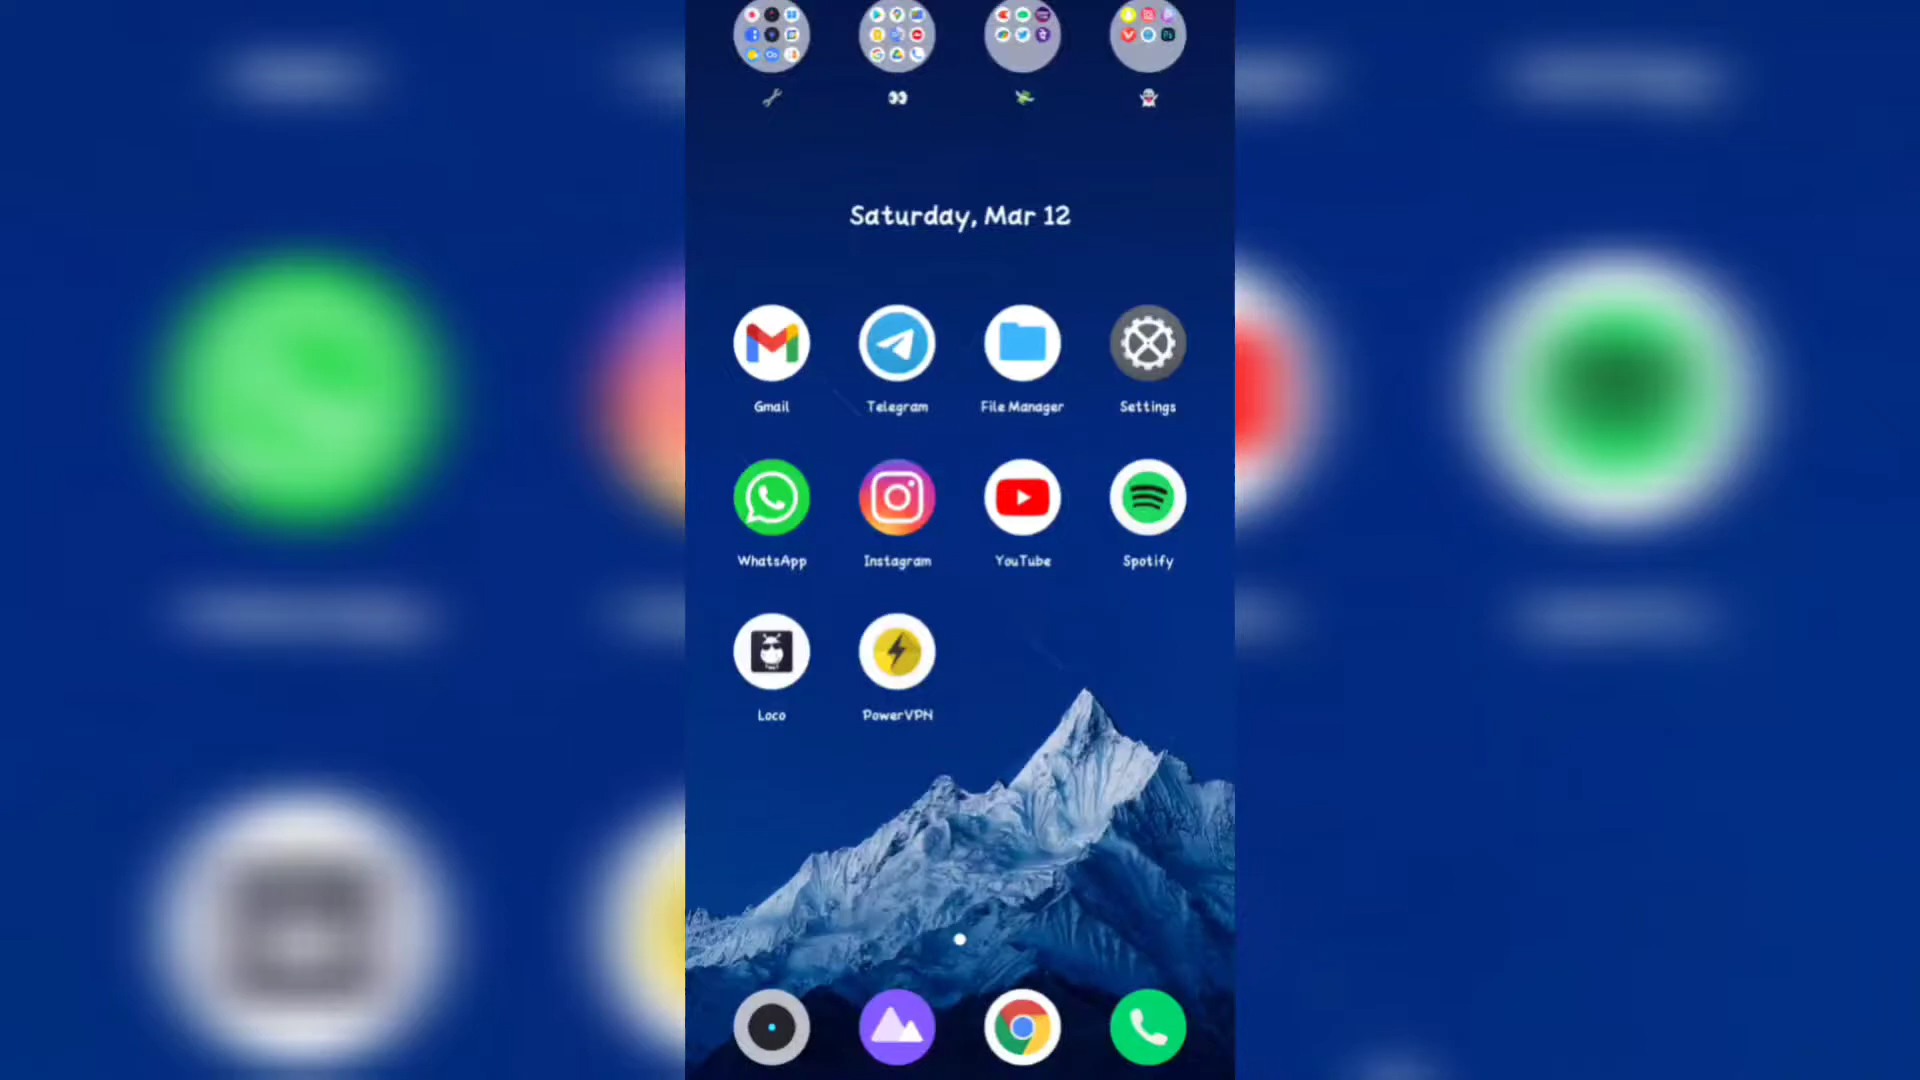 Saturday, Mar 12
Gmail
Telegram
File Manager
Settings
WhatsApp
Instagram
YouTube
Spotify
Loco
PowerVPN